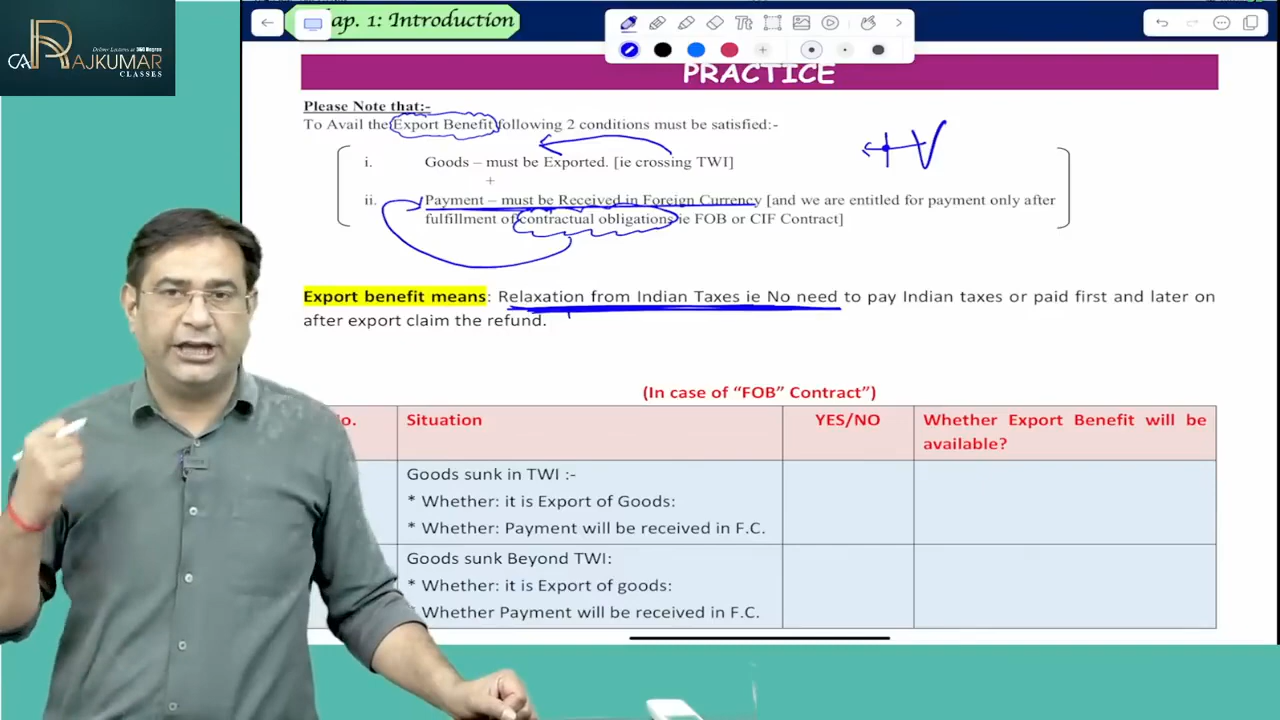 ap. 1: Introduction
CA RAJKUMAR
Deliver Lectures at 360 Degree
CLASSES
Tt
PRACTICE
Please Note that:-
To Avail the Export Benefit following 2 conditions must be satisfied:-
i. Goods – must be Exported. [ie crossing TWI]
+
ii. Payment – must be Received in Foreign Currency [and we are entitled for payment only after
fulfillment of contractual obligations ie FOB or CIF Contract]
Export benefit means: Relaxation from Indian Taxes ie No need to pay Indian taxes or paid first and later on
after export claim the refund.
(In case of “FOB” Contract”)
o. Situation YES/NO Whether Export Benefit will be
available?
Goods sunk in TWI :-
* Whether: it is Export of Goods:
* Whether: Payment will be received in F.C.
Goods sunk Beyond TWI:
* Whether: it is Export of goods:
* Whether Payment will be received in F.C.